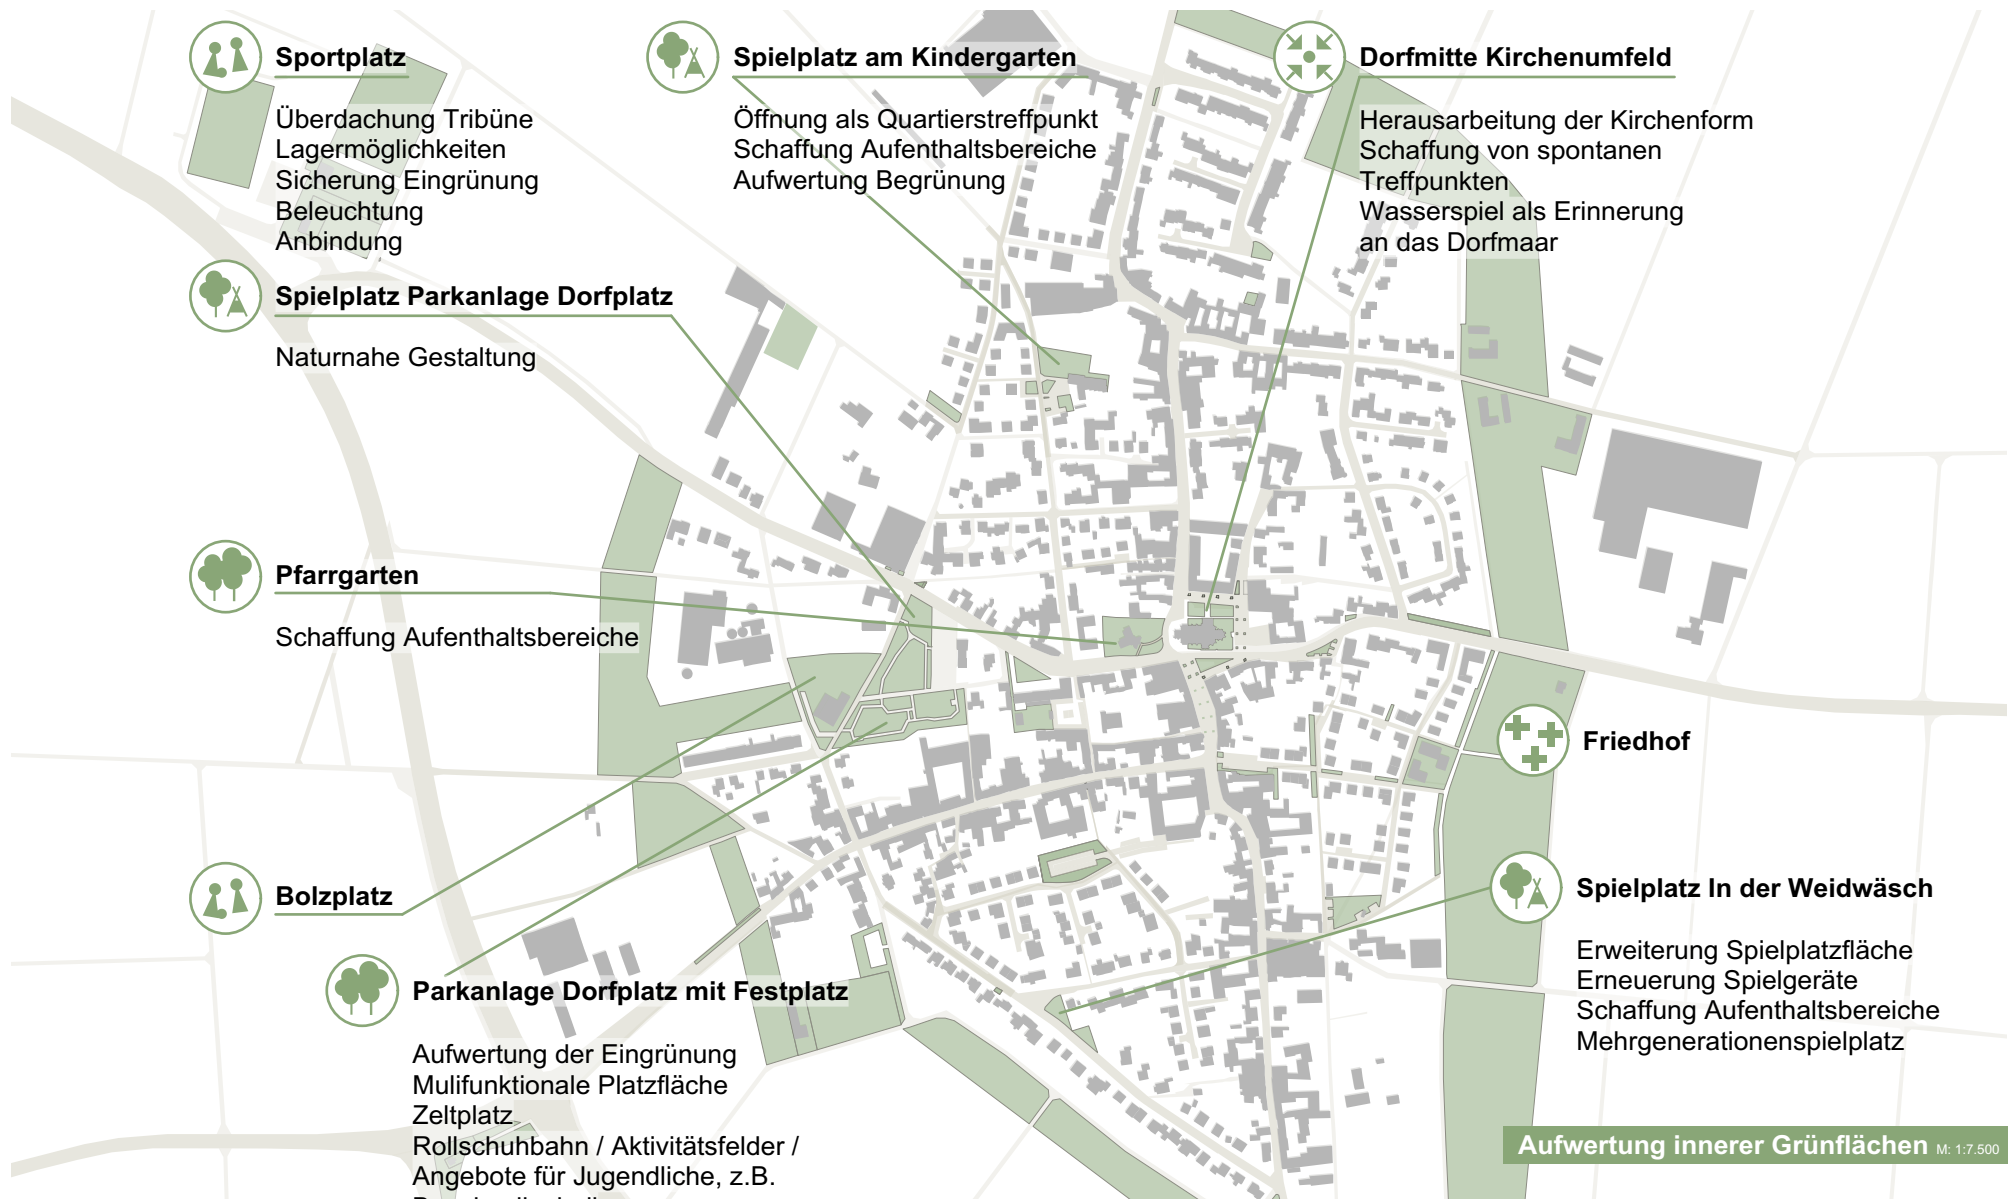 Sportplatz
Überdachung Tribüne
Lagermöglichkeiten
Sicherung Eingrünung
Beleuchtung
Anbindung
Spielplatz am Kindergarten
Öffnung als Quartierstreffpunkt
Schaffung Aufenthaltsbereiche
Aufwertung Begrünung
Dorfmitte Kirchenumfeld
Herausarbeitung der Kirchenform
Schaffung von spontanen
Treffpunkten
Wasserspiel als Erinnerung
an das Dorfmaar
Spielplatz Parkanlage Dorfplatz
Naturnahe Gestaltung
Pfarrgarten
Schaffung Aufenthaltsbereiche
Friedhof
Bolzplatz
Spielplatz In der Weidwäsch
Erweiterung Spielplatzfläche
Erneuerung Spielgeräte
Schaffung Aufenthaltsbereiche
Mehrgenerationenspielplatz
Parkanlage Dorfplatz mit Festplatz
Aufwertung der Eingrünung
Mulifunktionale Platzfläche
Zeltplatz
Rollschuhbahn / Aktivitätsfelder /
Angebote für Jugendliche, z.B.
Aufwertung innerer Grünflächen M: 1:7.500